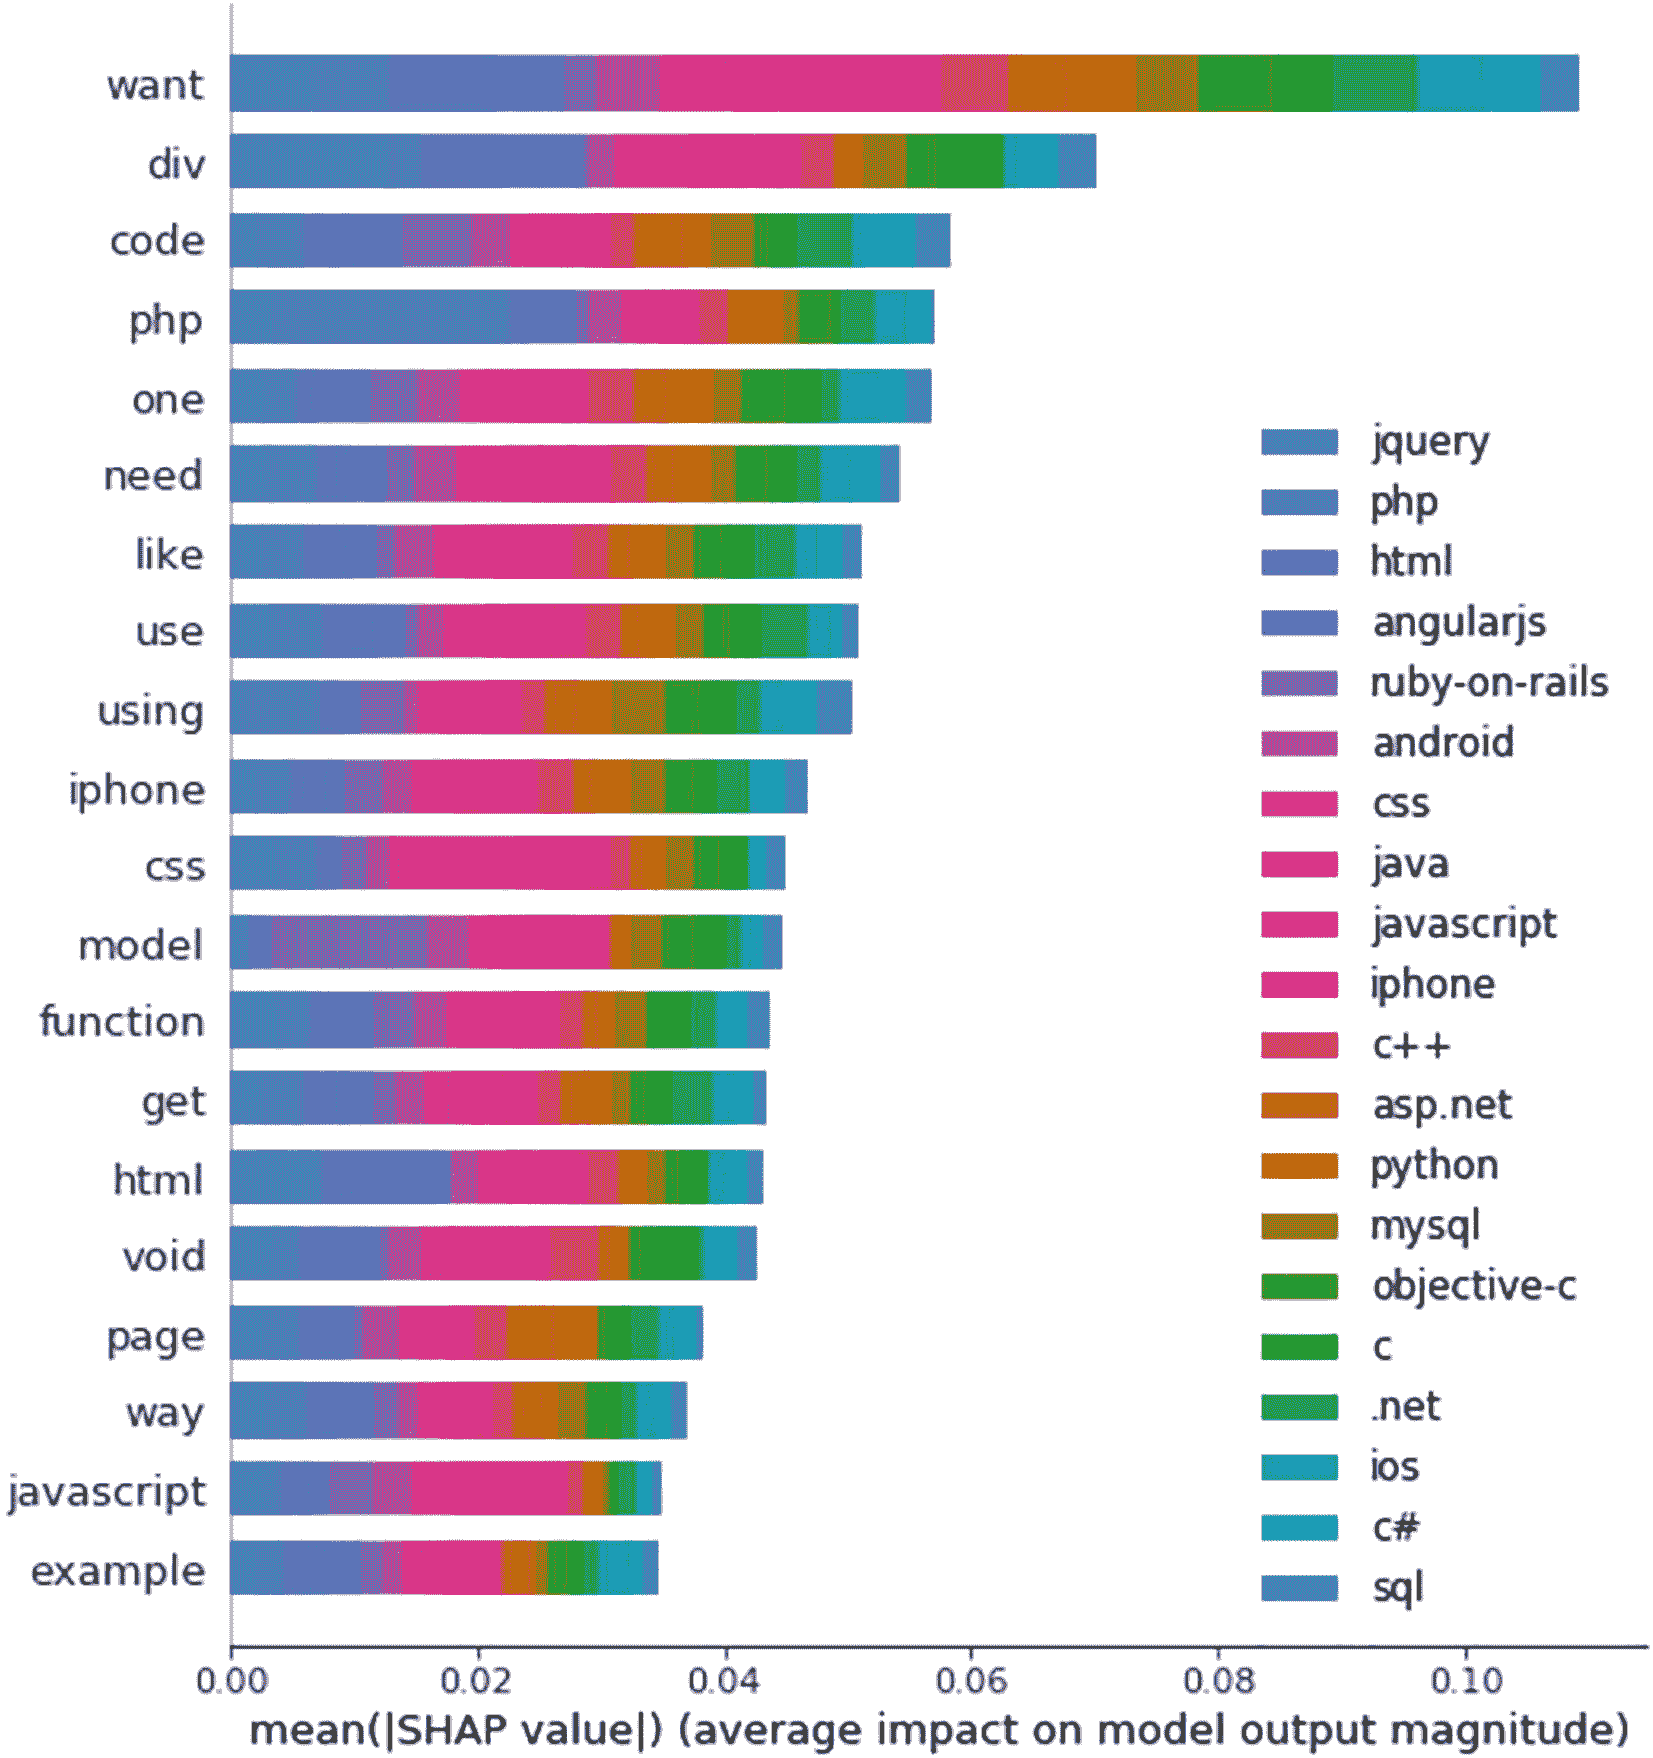 want
div
code
php
one
need
like
use
using
iphone
css
model
function
get
html
void
page
way
javascript
example
jquery
php
html
angularjs
ruby-on-rails
android
css
java
javascript
iphone
c++
asp.net
python
mysql
objective-c
c
.net
ios
c#
sql
0.00 0.02 0.04 0.06 0.08 0.10
mean(|SHAP value|) (average impact on model output magnitude)